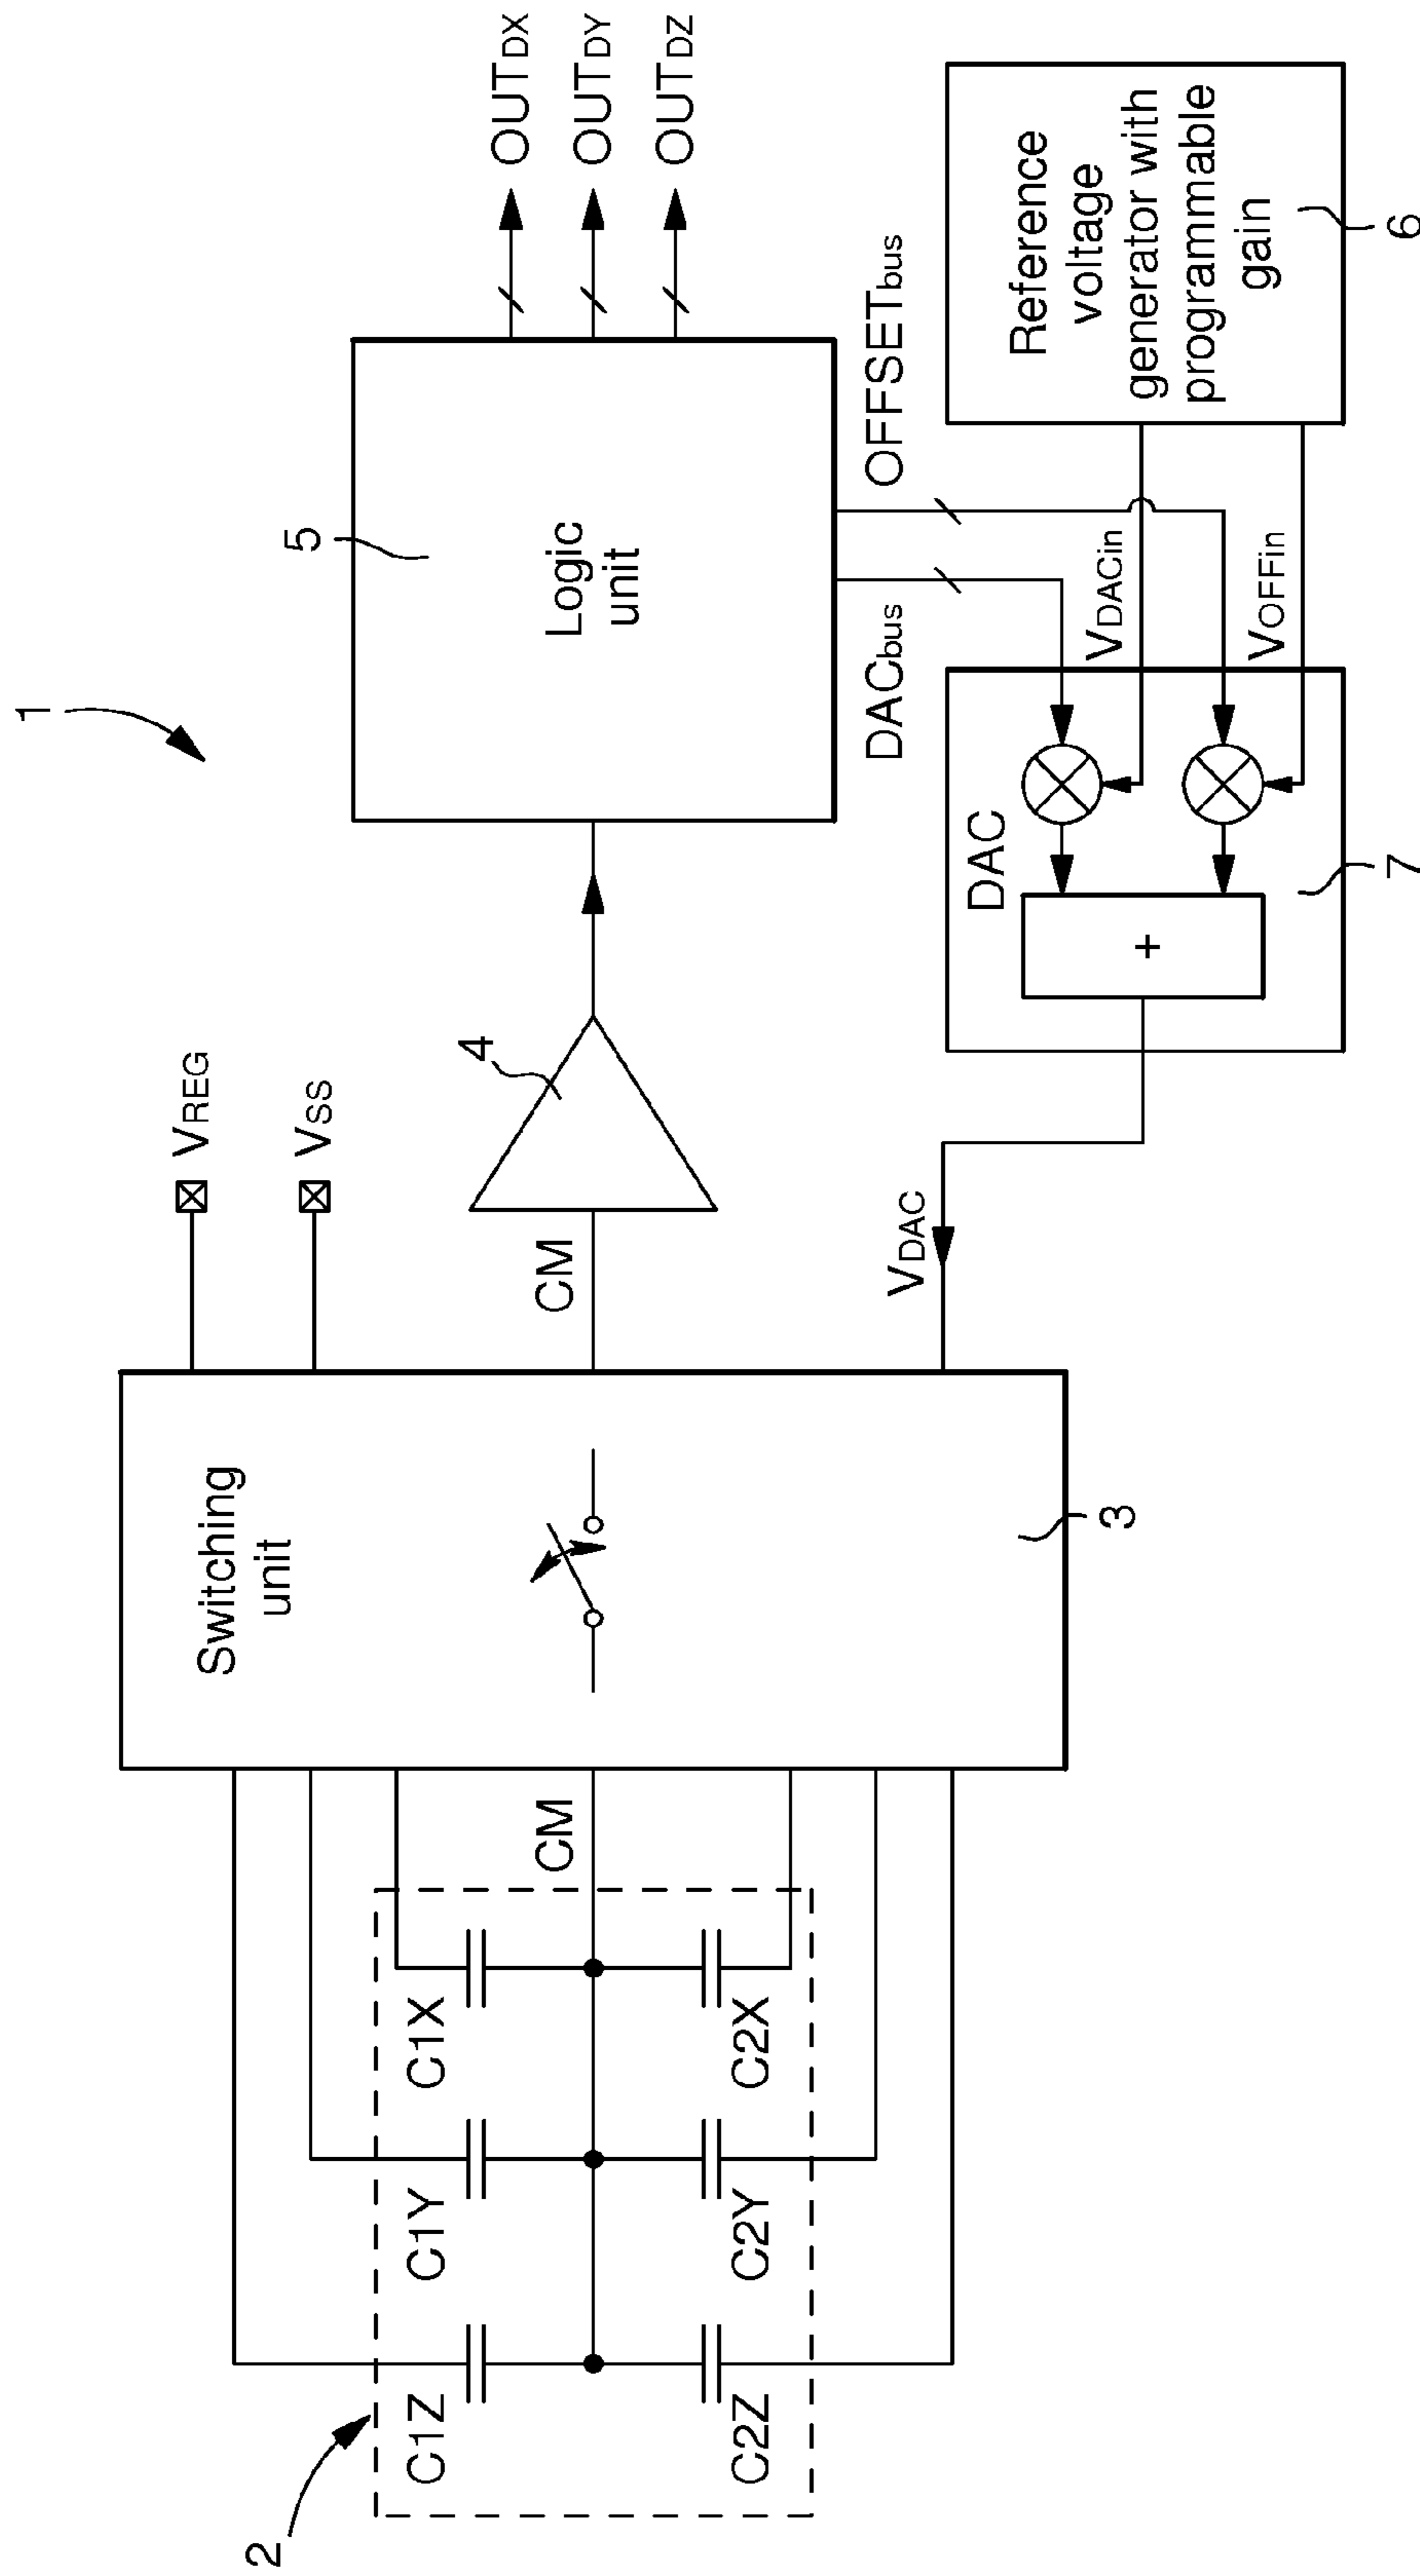 1
2
C1Z
C1Y
C1X
C2Z
C2Y
C2X
CM
Switching
unit
3
VREG
VSS
CM
4
VDAC
5
Logic
unit
OUTDX
OUTDY
OUTDZ
DACbus
OFFSETbus
DAC
+
7
VDACin
VOFFin
Reference
voltage
generator with
programmable
gain
6